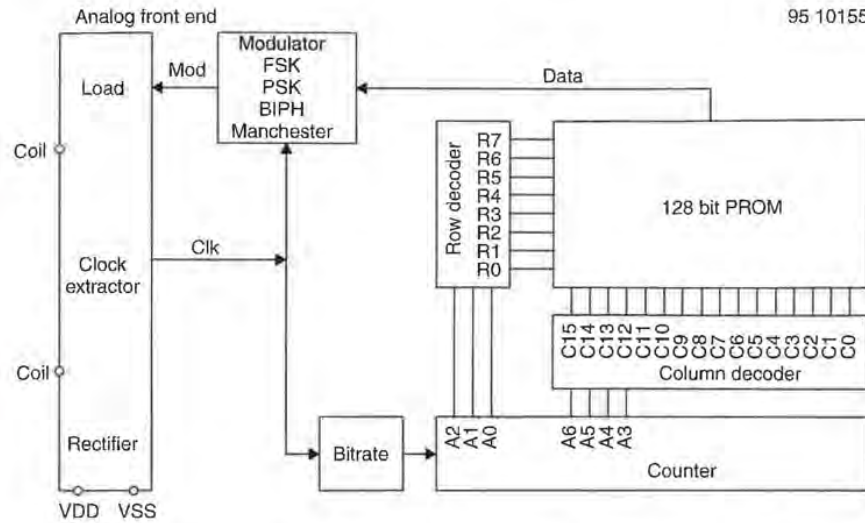 Analog front end
95 10155
Modulator
FSK
PSK
BIPH
Manchester
Mod
Load
Data
Coil
Row decoder
R7
R6
R5
R4
R3
R2
R1
R0
128 bit PROM
Clk
Clock
extractor
C15 C14 C13 C12 C11 C10 C9 C8 C7 C6 C5 C4 C3 C2 C1 C0
Column decoder
Coil
A2 A1 A0 A6 A5 A4 A3
Rectifier
Bitrate
Counter
VDD VSS